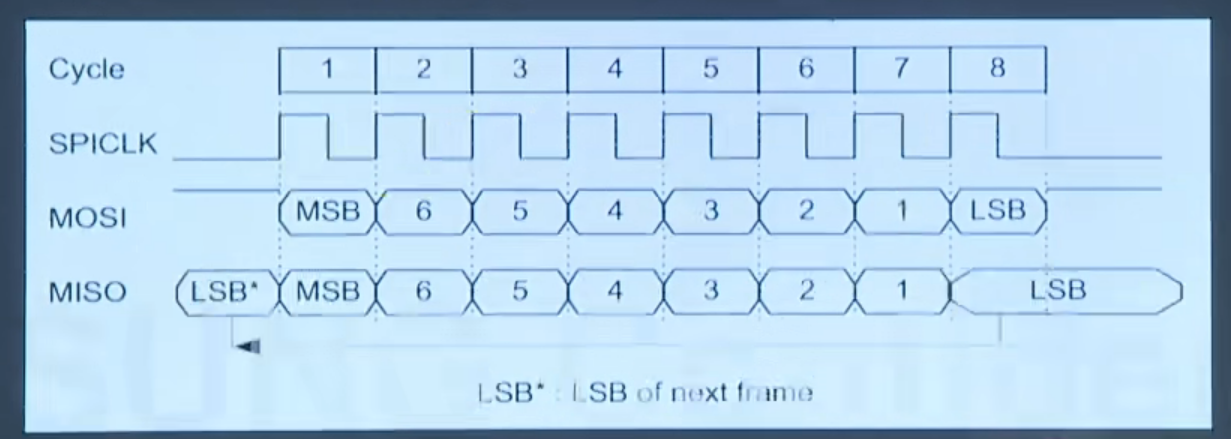 Cycle 1 2 3 4 5 6 7 8
SPICLK
MOSI MSB 6 5 4 3 2 1 LSB
MISO LSB* MSB 6 5 4 3 2 1 LSB
LSB* : LSB of next frame